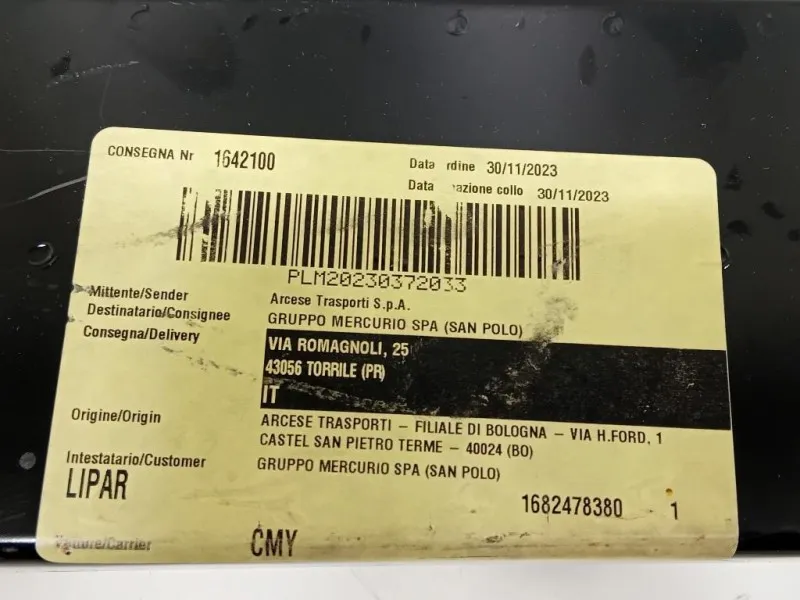 CONSEGNA Nr 1642100 Data rdine 30/11/2023
Data azione collo 30/11/2023
PLM20230372033
Mittente/Sender Arcese Trasporti S.p.A.
Destinatario/Consignee GRUPPO MERCURIO SPA (SAN POLO)
Consegna/Delivery VIA ROMAGNOLI, 25
43056 TORRILE (PR)
IT
Origine/Origin ARCESE TRASPORTI - FILIALE DI BOLOGNA - VIA H.FORD, 1
CASTEL SAN PIETRO TERME - 40024 (BO)
Intestatario/Customer GRUPPO MERCURIO SPA (SAN POLO)
LIPAR 1682478380 1
Vettore/Carrier CMY